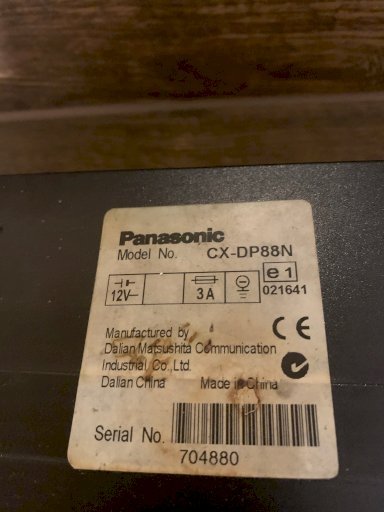 Panasonic
Model No. CX-DP88N
12V 3A e1
021641
Manufactured by CE
Dalian Matsushita Communication
Industrial Co., Ltd.
Dalian China Made in China
Serial No.
704880